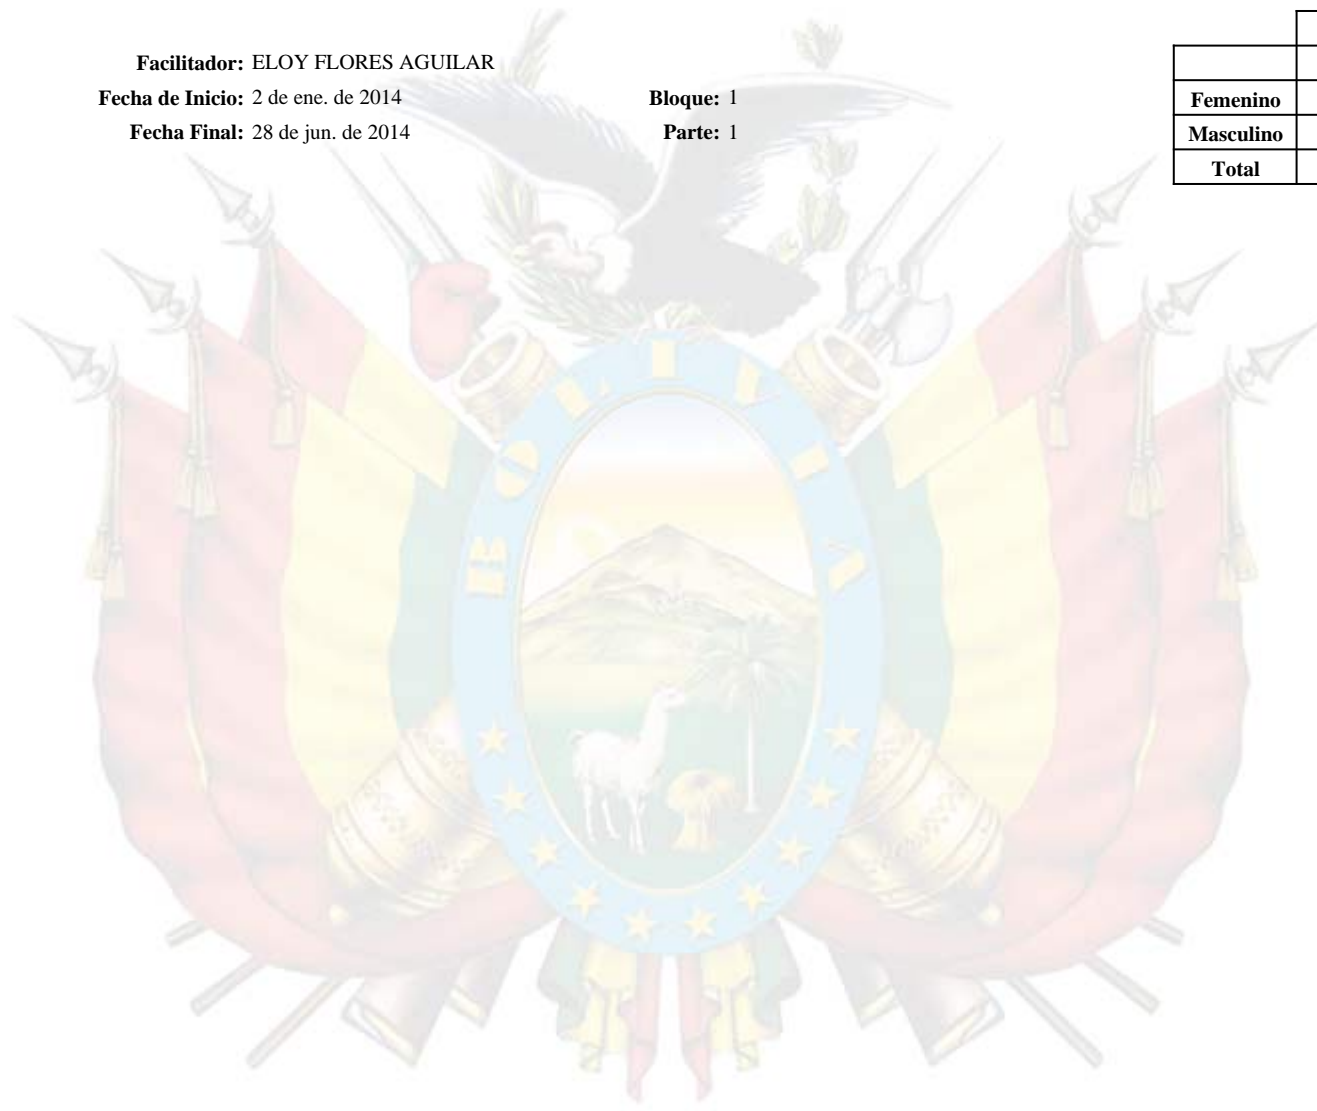 Facilitador: ELOY FLORES AGUILAR
Fecha de Inicio: 2 de ene. de 2014 Bloque: 1
Fecha Final: 28 de jun. de 2014 Parte: 1
Femenino
Masculino
Total
BOLIVIA